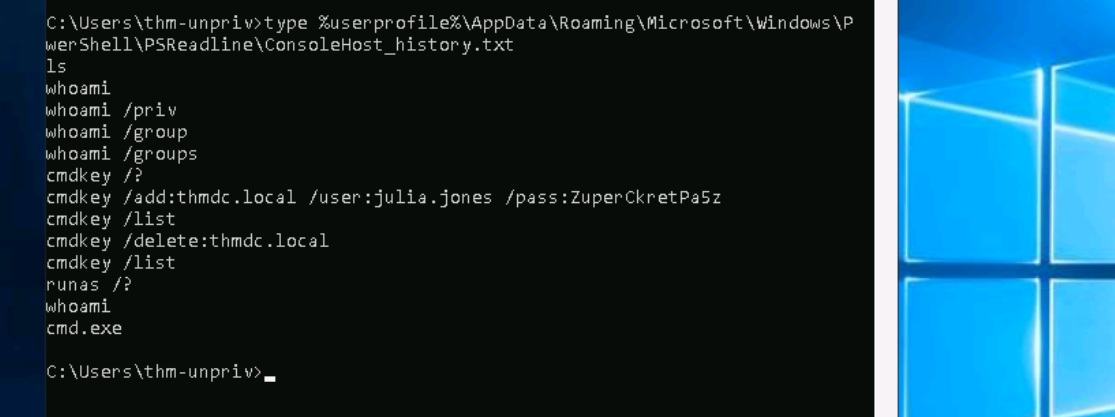 C:\Users\thm-unpriv>type %userprofile%\AppData\Roaming\Microsoft\Windows\P
werShell\PSReadline\ConsoleHost_history.txt
ls
whoami
whoami /priv
whoami /group
whoami /groups
cmdkey /?
cmdkey /add:thmdc.local /user:julia.jones /pass:ZuperCkretPa5z
cmdkey /list
cmdkey /delete:thmdc.local
cmdkey /list
runas /?
whoami
cmd.exe
C:\Users\thm-unpriv>